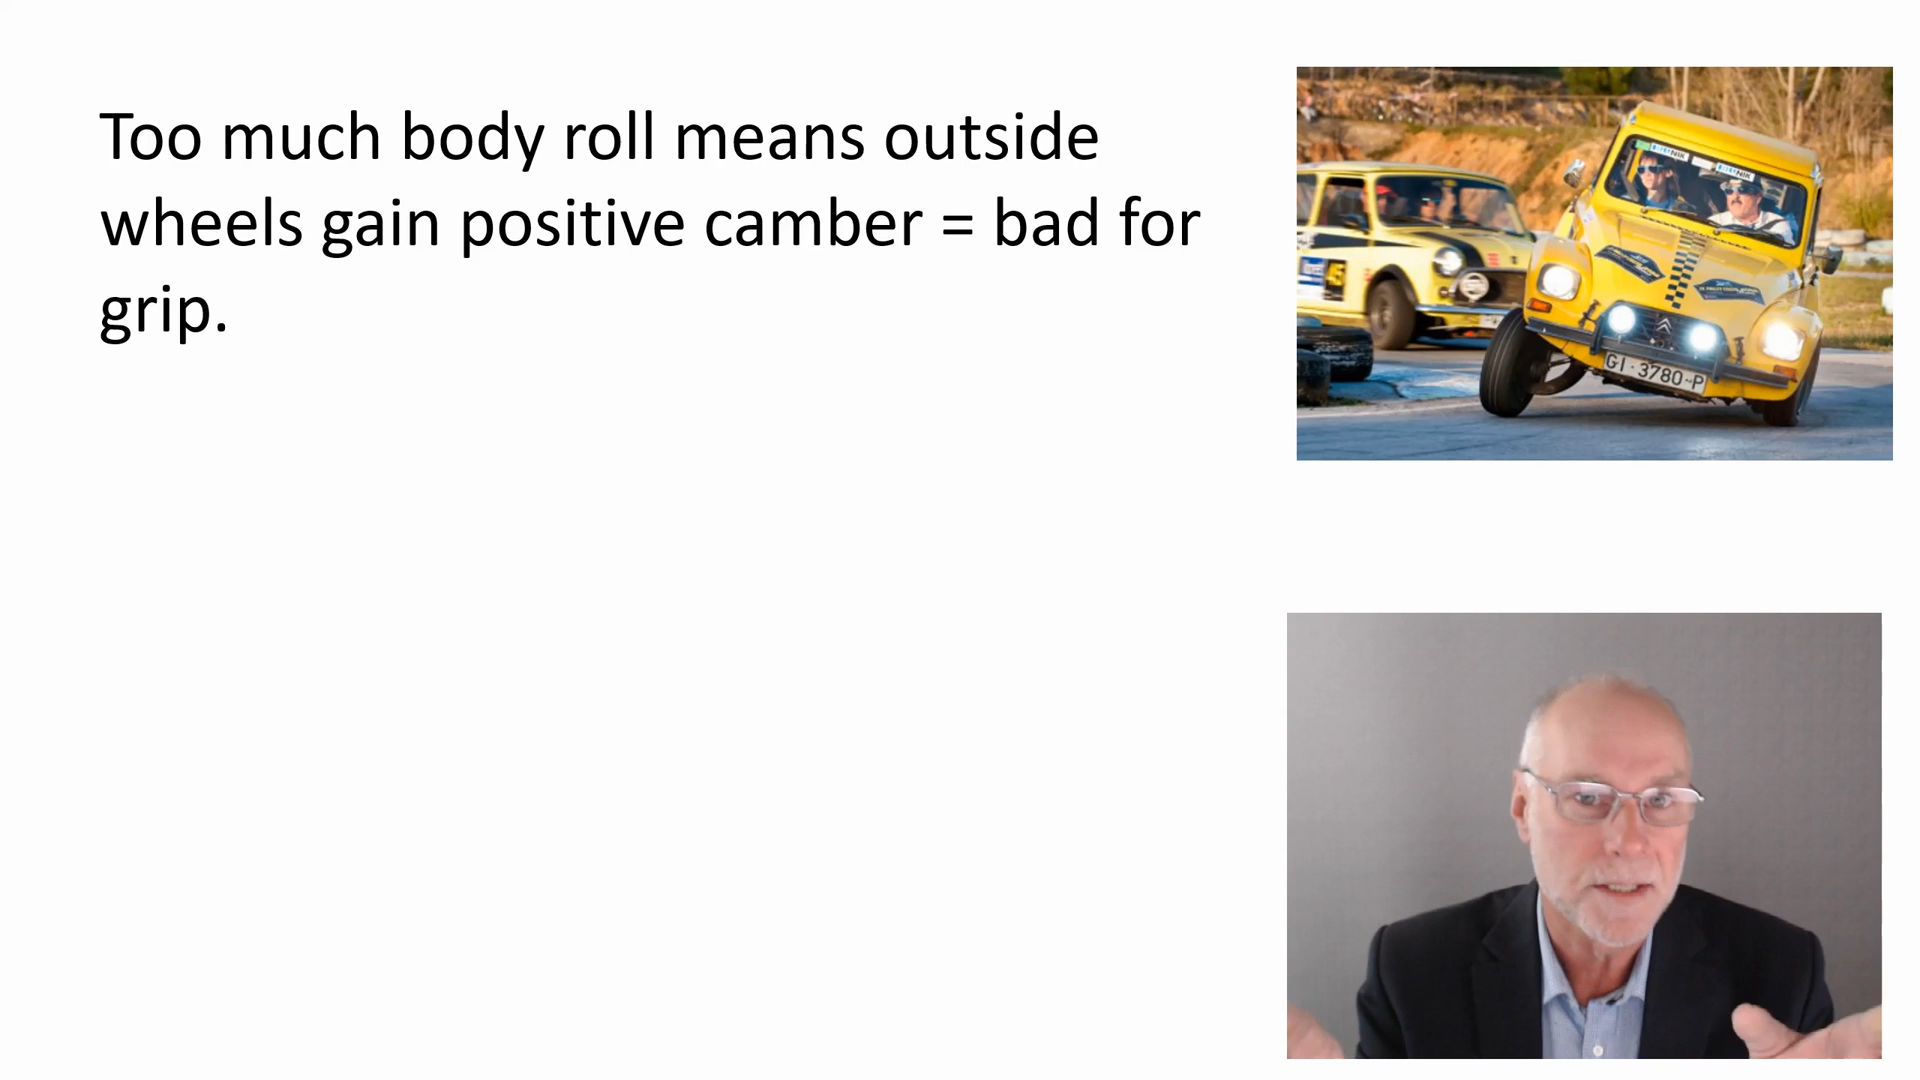 Too much body roll means outside
wheels gain positive camber = bad for
grip.
GI·3780-P